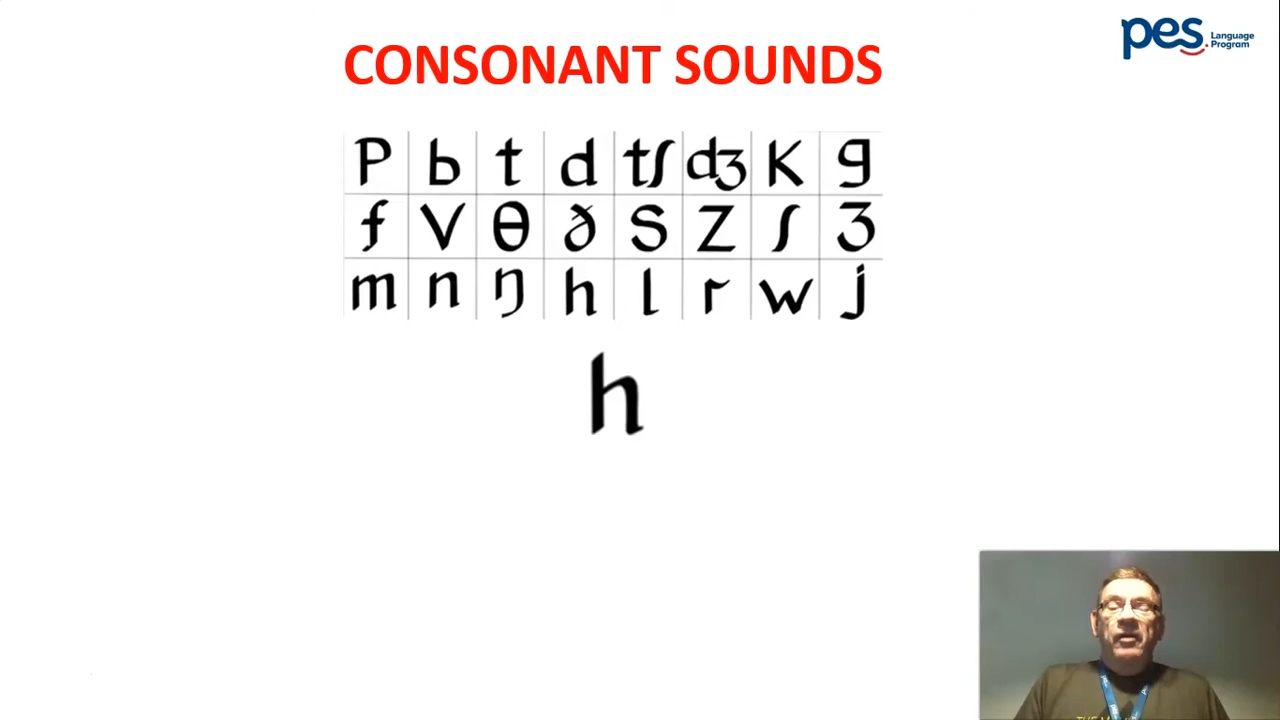 pes. Language
Program
CONSONANT SOUNDS
P b t d tʃ dʒ K g
f V θ ð S Z ʃ Ʒ
m n ŋ h l r w j
h